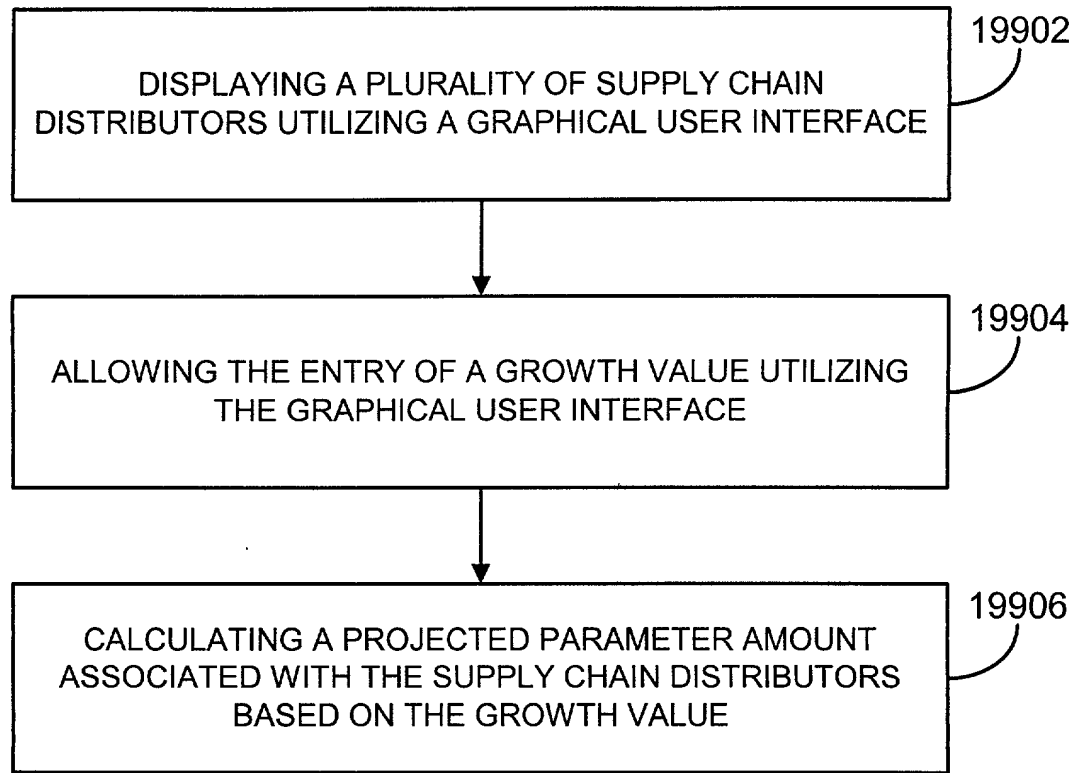 19902
DISPLAYING A PLURALITY OF SUPPLY CHAIN
DISTRIBUTORS UTILIZING A GRAPHICAL USER INTERFACE
19904
ALLOWING THE ENTRY OF A GROWTH VALUE UTILIZING
THE GRAPHICAL USER INTERFACE
19906
CALCULATING A PROJECTED PARAMETER AMOUNT
ASSOCIATED WITH THE SUPPLY CHAIN DISTRIBUTORS
BASED ON THE GROWTH VALUE